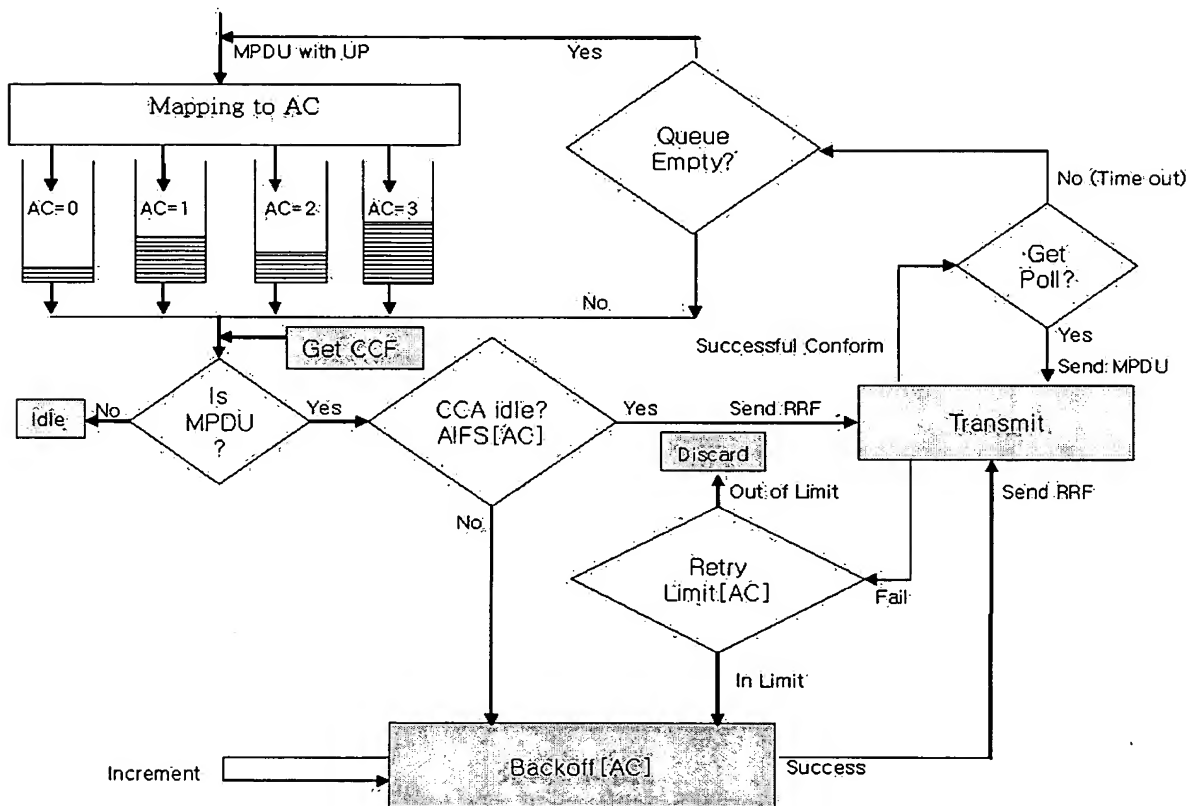 MPDU with UP
Yes
Mapping to AC
Queue
Empty?
No (Time out)
AC=0
AC=1
AC=2
AC=3
Get
Poll?
No
Get CCF
Successful Conform
Yes
Send MPDU
Is
MPDU
?
Idle
No
Yes
CCA idle?
AIFS[AC]
Yes
Send RRF
Transmit
Discard
Out of Limit
Send RRF
No
Retry
Limit[AC]
Fail
In Limit
Increment
Backoff[AC]
Success